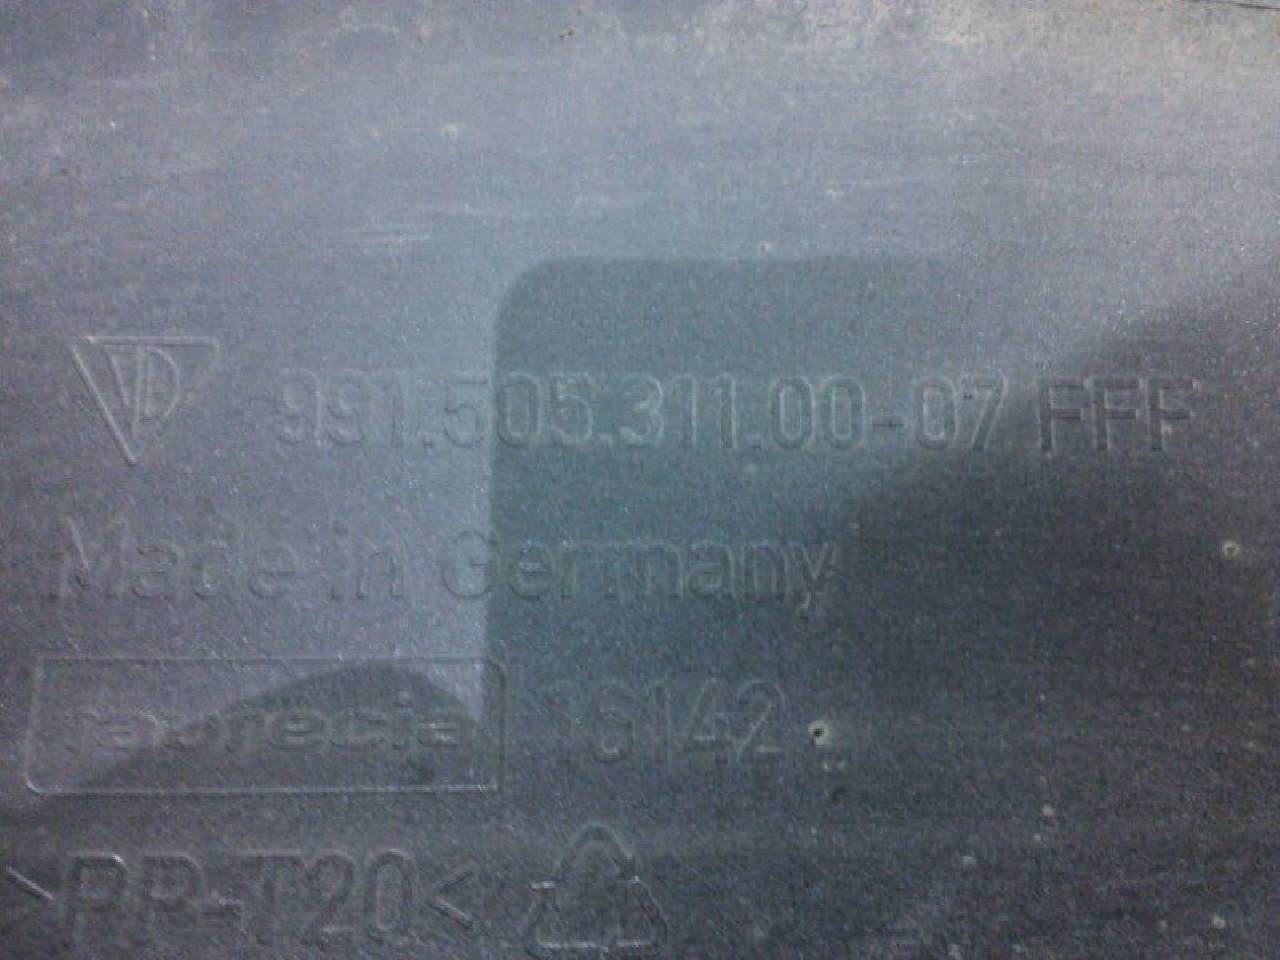 991.505.311.00-07 FFF
Made in Germany
faurecia 16142
>PP-T20<